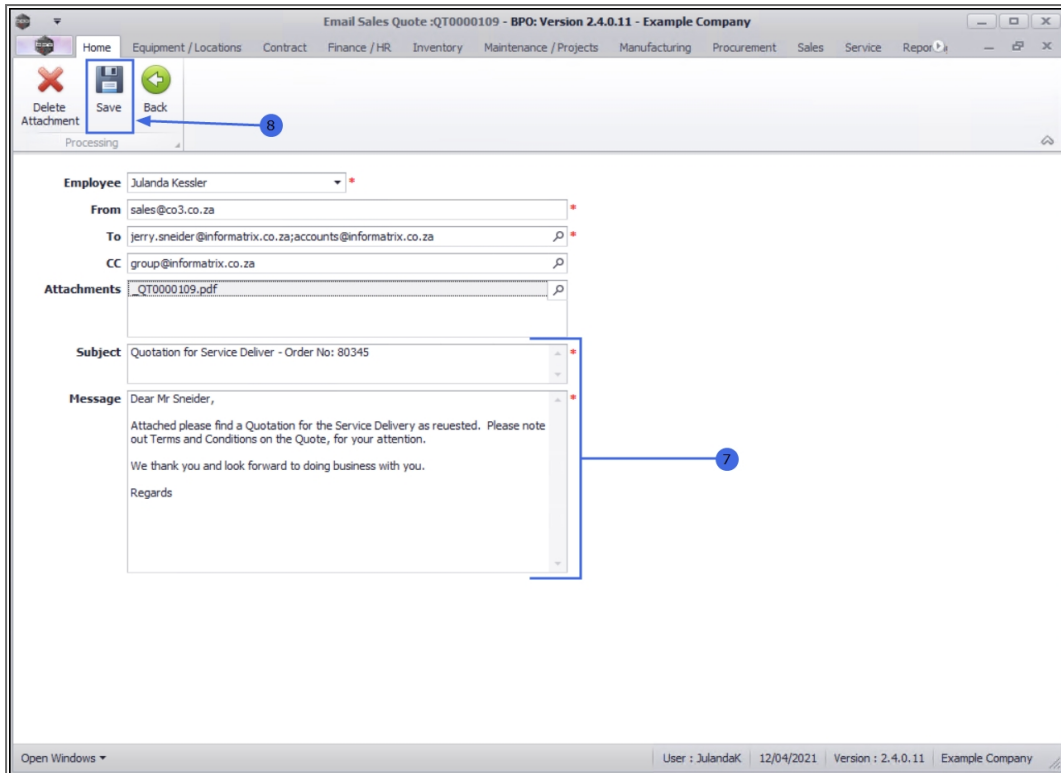 Email Sales Quote :QT0000109 - BPO: Version 2.4.0.11 - Example Company
Home Equipment / Locations Contract Finance / HR Inventory Maintenance / Projects Manufacturing Procurement Sales Service Repor
Delete Attachment
Save
Back
8
Processing
Employee Julanda Kessler *
From sales@co3.co.za *
To jerry.sneider@informatrix.co.za;accounts@informatrix.co.za *
CC group@informatrix.co.za
Attachments _QT0000109.pdf
Subject Quotation for Service Deliver - Order No: 80345 *
Message Dear Mr Sneider, *
Attached please find a Quotation for the Service Delivery as reuested. Please note
out Terms and Conditions on the Quote, for your attention.
We thank you and look forward to doing business with you.
7
Regards
Open Windows User : JulandaK 12/04/2021 Version : 2.4.0.11 Example Company